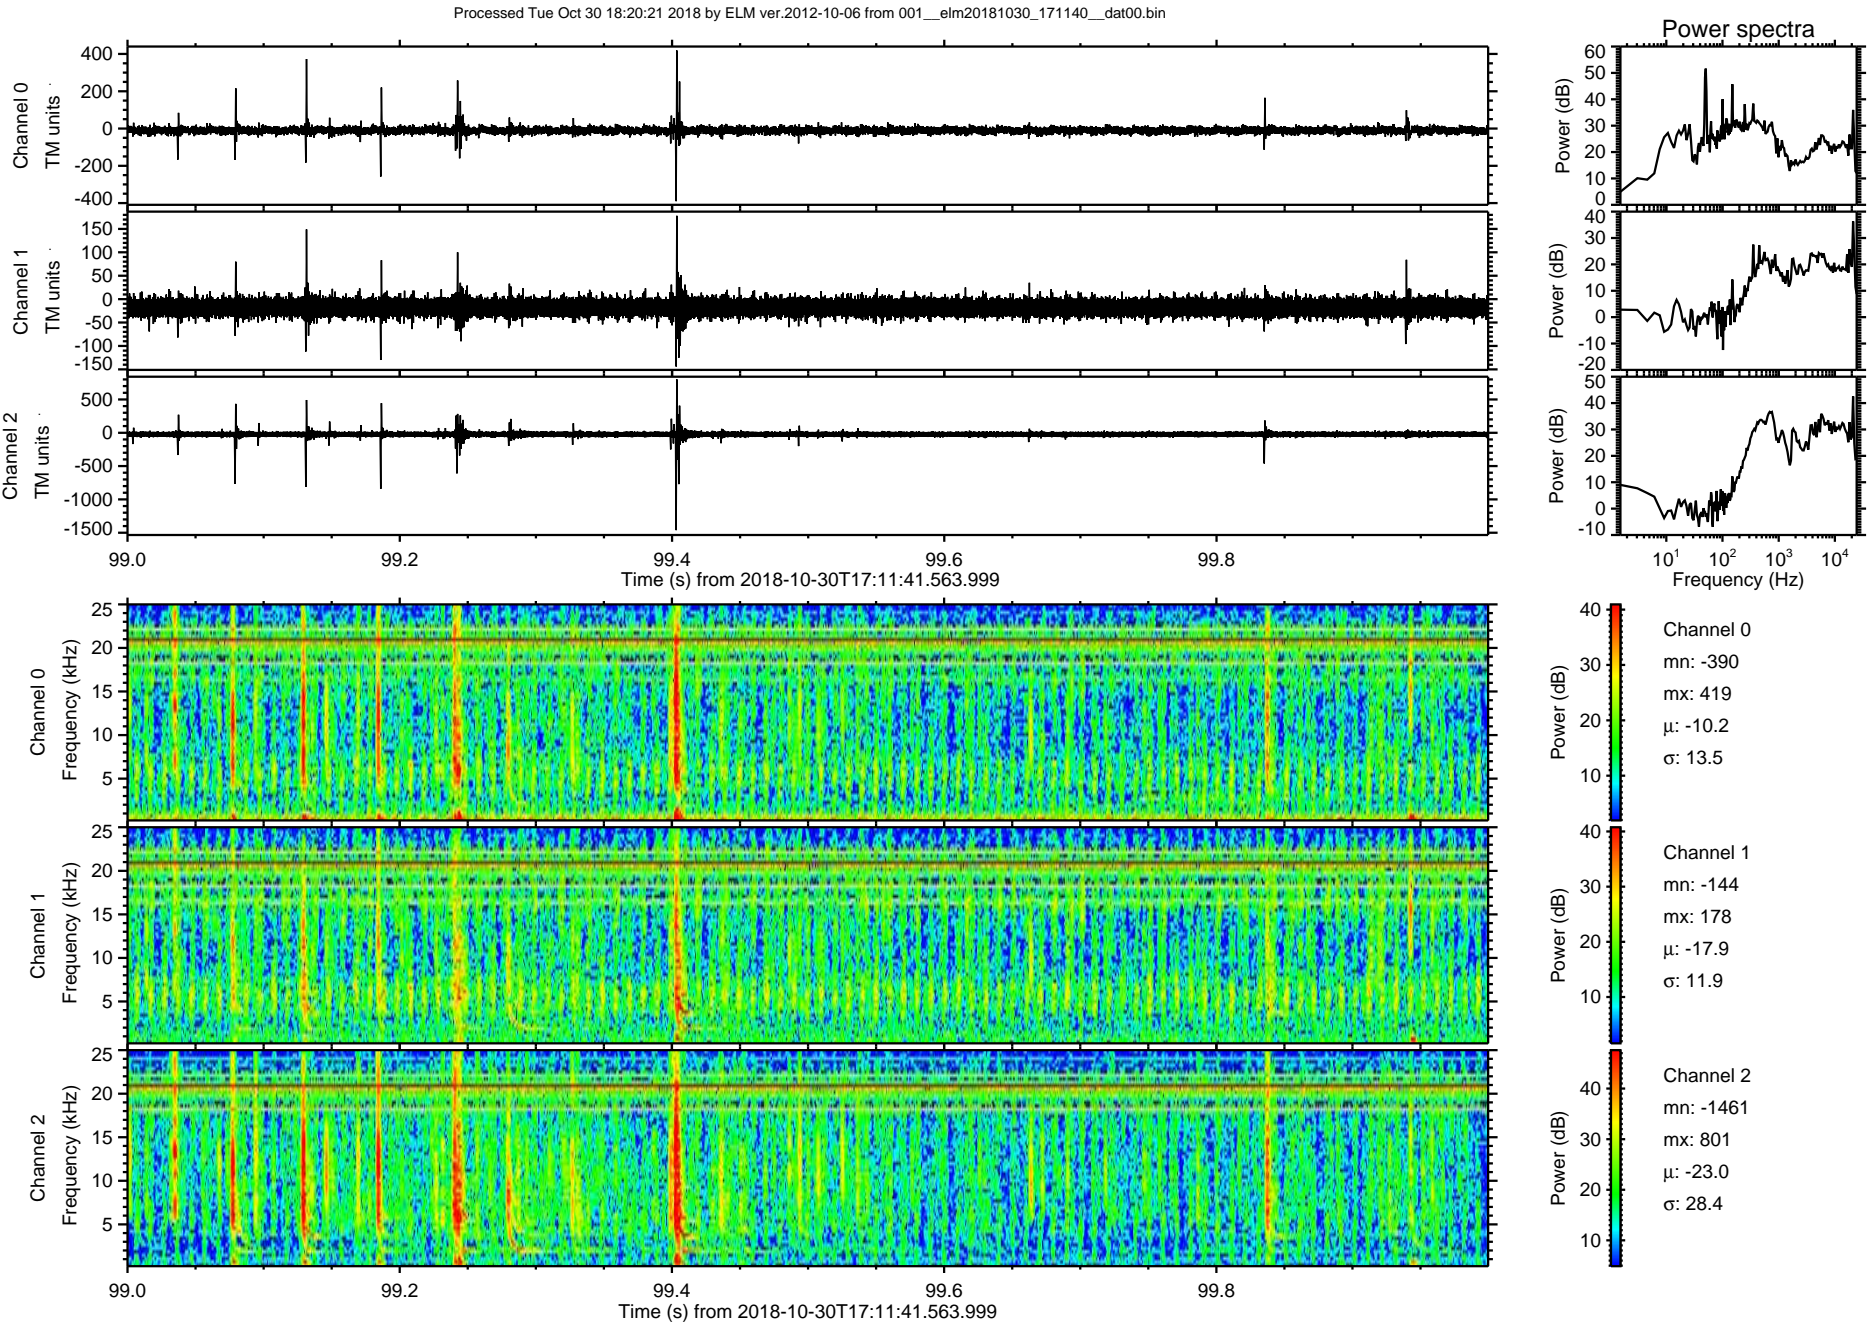 Processed Tue Oct 30 18:20:21 2018 by ELM ver.2012-10-06 from 001__elm20181030_171140__dat00.bin
Power spectra
Channel 0
TM units
400
200
0
-200
-400
Power (dB)
60
50
40
30
20
10
0
Channel 1
TM units
150
100
50
0
-50
-100
-150
Power (dB)
40
30
20
10
0
-10
-20
Channel 2
TM units
500
0
-500
-1000
-1500
Power (dB)
50
40
30
20
10
0
-10
99.0 99.2 99.4 99.6 99.8
Time (s) from 2018-10-30T17:11:41.563.999
10¹ 10² 10³ 10⁴
Frequency (Hz)
Channel 0
Frequency (kHz)
25
20
15
10
5
Power (dB)
40
30
20
10
Channel 0
mn: -390
mx: 419
µ: -10.2
σ: 13.5
Channel 1
Frequency (kHz)
25
20
15
10
5
Power (dB)
40
30
20
10
Channel 1
mn: -144
mx: 178
µ: -17.9
σ: 11.9
Channel 2
Frequency (kHz)
25
20
15
10
5
Power (dB)
40
30
20
10
Channel 2
mn: -1461
mx: 801
µ: -23.0
σ: 28.4
99.0 99.2 99.4 99.6 99.8
Time (s) from 2018-10-30T17:11:41.563.999